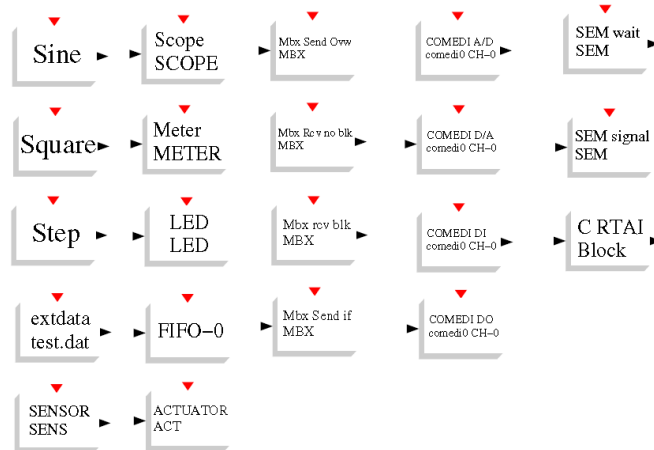 Sine
Scope
SCOPE
Mbx Send Ovw
MBX
COMEDI A/D
comedi0 CH-0
SEM wait
SEM
Square
Meter
METER
Mbx Rcv no blk
MBX
COMEDI D/A
comedi0 CH-0
SEM signal
SEM
Step
LED
LED
Mbx rcv blk
MBX
COMEDI DI
comedi0 CH-0
C RTAI
Block
extdata
test.dat
FIFO-0
Mbx Send if
MBX
COMEDI DO
comedi0 CH-0
SENSOR
SENS
ACTUATOR
ACT